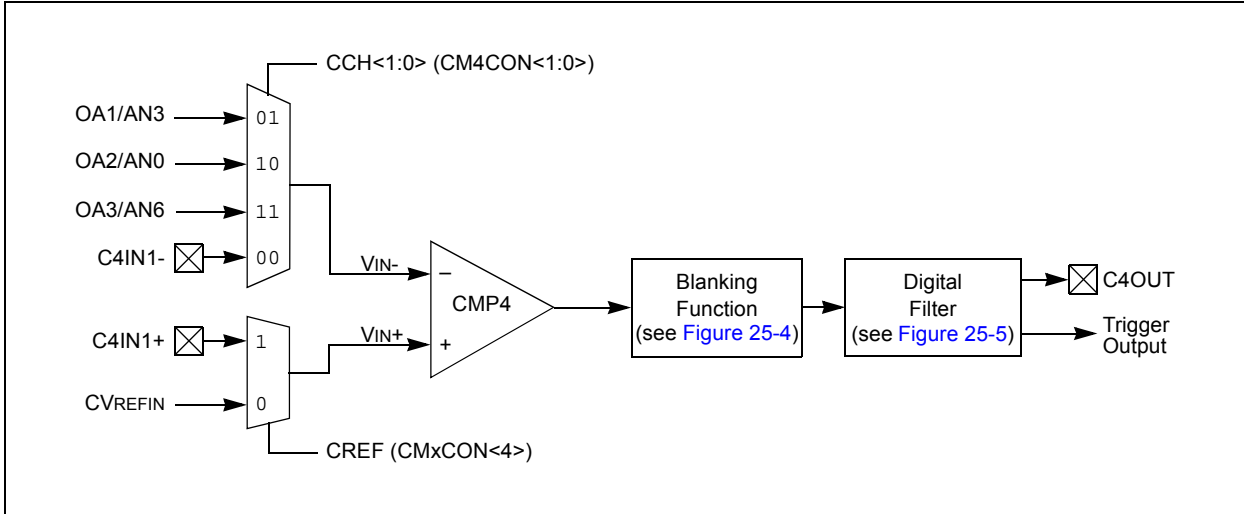 CCH<1:0> (CM4CON<1:0>)
OA1/AN3
01
OA2/AN0
10
OA3/AN6
11
C4IN1-
00
VIN-
–
CMP4
Blanking
Function
(see Figure 25-4)
Digital
Filter
(see Figure 25-5)
C4OUT
Trigger
Output
C4IN1+
1
VIN+
+
CVREFIN
0
CREF (CMxCON<4>)